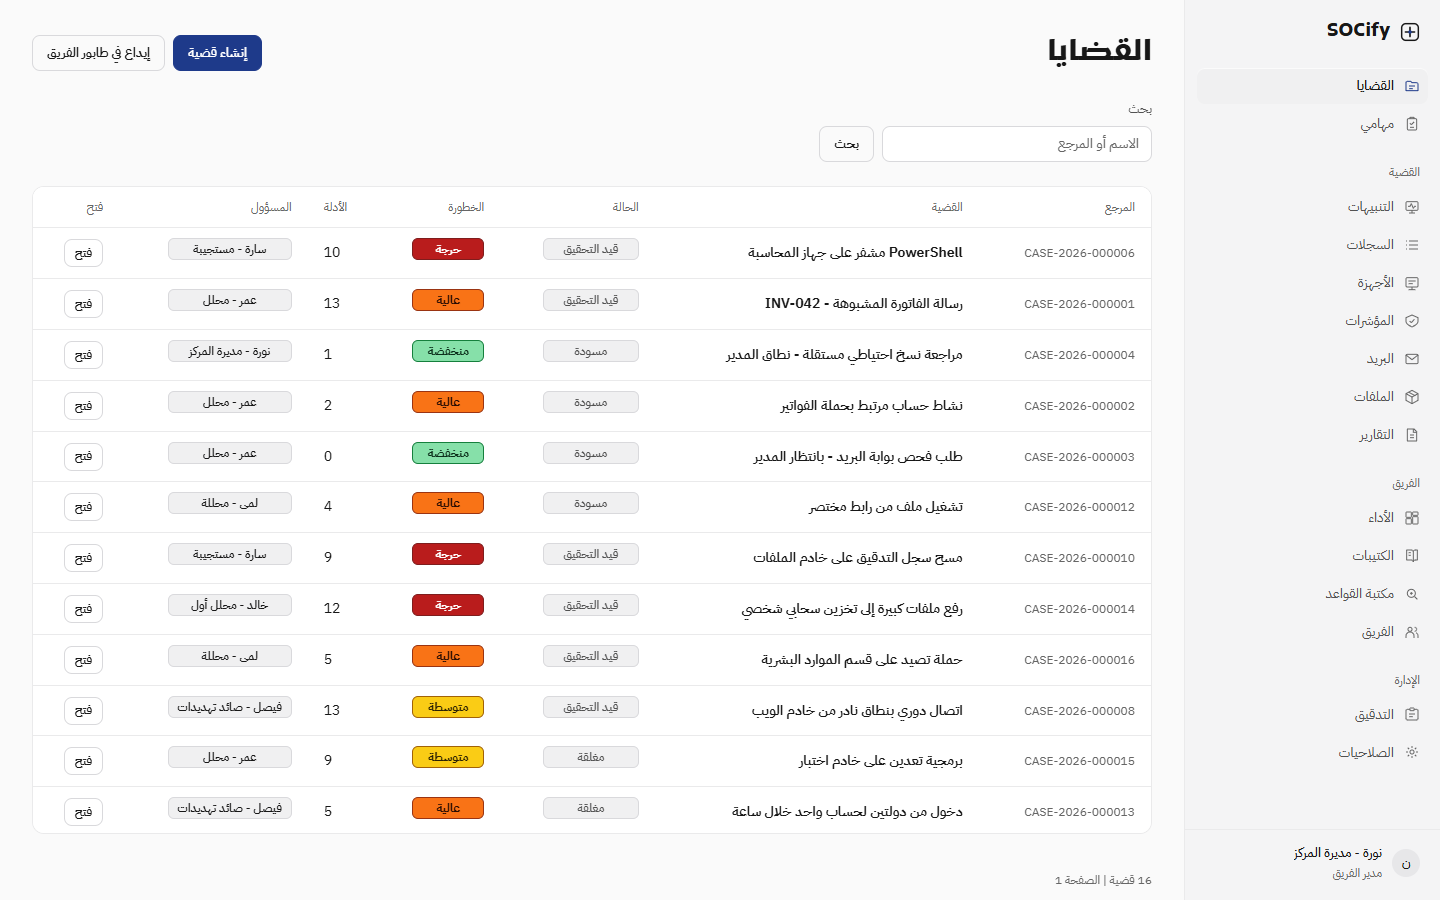 SOCify
القضايا
مهامي
القضية
التنبيهات
السجلات
الأجهزة
المؤشرات
البريد
الملفات
التقارير
الفريق
الأداء
الكتيبات
مكتبة القواعد
الفريق
الإدارة
التدقيق
الصلاحيات
ن
نورة - مديرة المركز
مدير الفريق
القضايا
إنشاء قضية
إيداع في طابور الفريق
بحث
الاسم أو المرجع
بحث
المرجع القضية الحالة الخطورة الأدلة المسؤول فتح
CASE-2026-000006 PowerShell مشفر على جهاز المحاسبة قيد التحقيق حرجة 10 سارة - مستجيبة فتح
CASE-2026-000001 رسالة الفاتورة المشبوهة - INV-042 قيد التحقيق عالية 13 عمر - محلل فتح
CASE-2026-000004 مراجعة نسخ احتياطي مستقلة - نطاق المدير مسودة منخفضة 1 نورة - مديرة المركز فتح
CASE-2026-000002 نشاط حساب مرتبط بحملة الفواتير مسودة عالية 2 عمر - محلل فتح
CASE-2026-000003 طلب فحص بوابة البريد - بانتظار المدير مسودة منخفضة 0 عمر - محلل فتح
CASE-2026-000012 تشغيل ملف من رابط مختصر مسودة عالية 4 لمى - محللة فتح
CASE-2026-000010 مسح سجل التدقيق على خادم الملفات قيد التحقيق حرجة 9 سارة - مستجيبة فتح
CASE-2026-000014 رفع ملفات كبيرة إلى تخزين سحابي شخصي قيد التحقيق حرجة 12 خالد - محلل أول فتح
CASE-2026-000016 حملة تصيد على قسم الموارد البشرية قيد التحقيق عالية 5 لمى - محللة فتح
CASE-2026-000008 اتصال دوري بنطاق نادر من خادم الويب قيد التحقيق متوسطة 13 فيصل - صائد تهديدات فتح
CASE-2026-000015 برمجية تعدين على خادم اختبار مغلقة متوسطة 9 عمر - محلل فتح
CASE-2026-000013 دخول من دولتين لحساب واحد خلال ساعة مغلقة عالية 5 فيصل - صائد تهديدات فتح
16 قضية | الصفحة 1